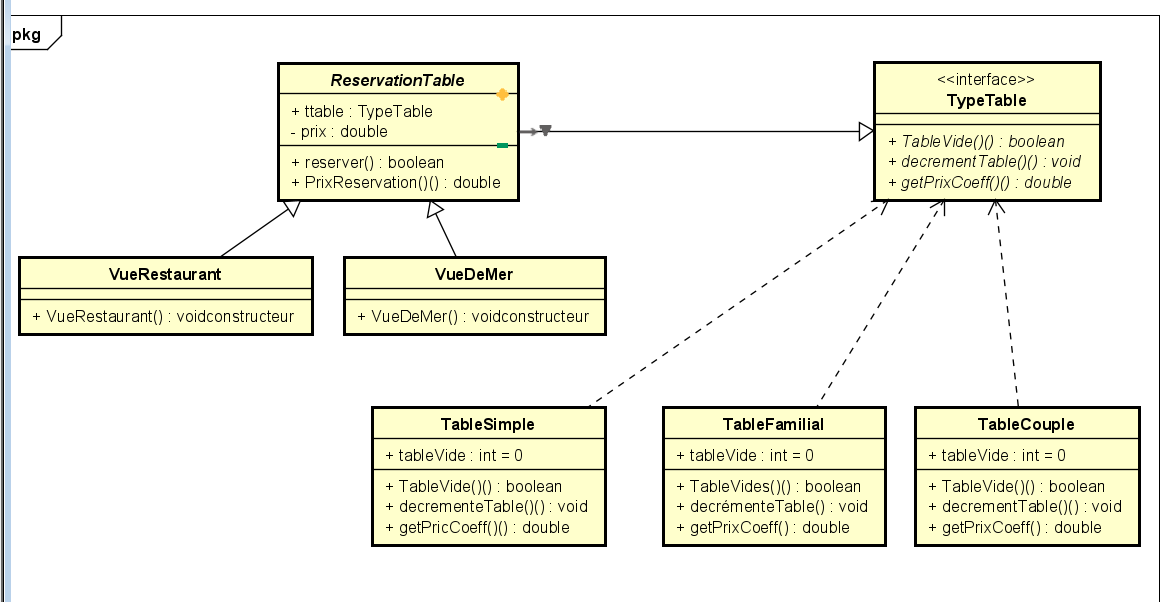 pkg
ReservationTable
+ ttable : TypeTable
- prix : double
+ reserver() : boolean
+ PrixReservation()() : double
<<interface>>
TypeTable
+ TableVide()() : boolean
+ decrementTable()() : void
+ getPrixCoeff()() : double
VueRestaurant
+ VueRestaurant() : voidconstructeur
VueDeMer
+ VueDeMer() : voidconstructeur
TableSimple
+ tableVide : int = 0
+ TableVide()() : boolean
+ decrementeTable()() : void
+ getPricCoeff()() : double
TableFamilial
+ tableVide : int = 0
+ TableVides()() : boolean
+ decrémenteTable() : void
+ getPrixCoeff() : double
TableCouple
+ tableVide : int = 0
+ TableVide()() : boolean
+ decrementTable()() : void
+ getPrixCoeff() : double